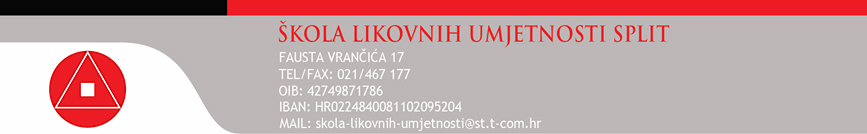 ŠKOLA LIKOVNIH UMJETNOSTI SPLIT
FAUSTA VRANČIĆA 17
TEL/FAX: 021/467 177
OIB: 42749871786
IBAN: HR0224840081102095204
MAIL: skola-likovnih-umjetnosti@st.t-com.hr